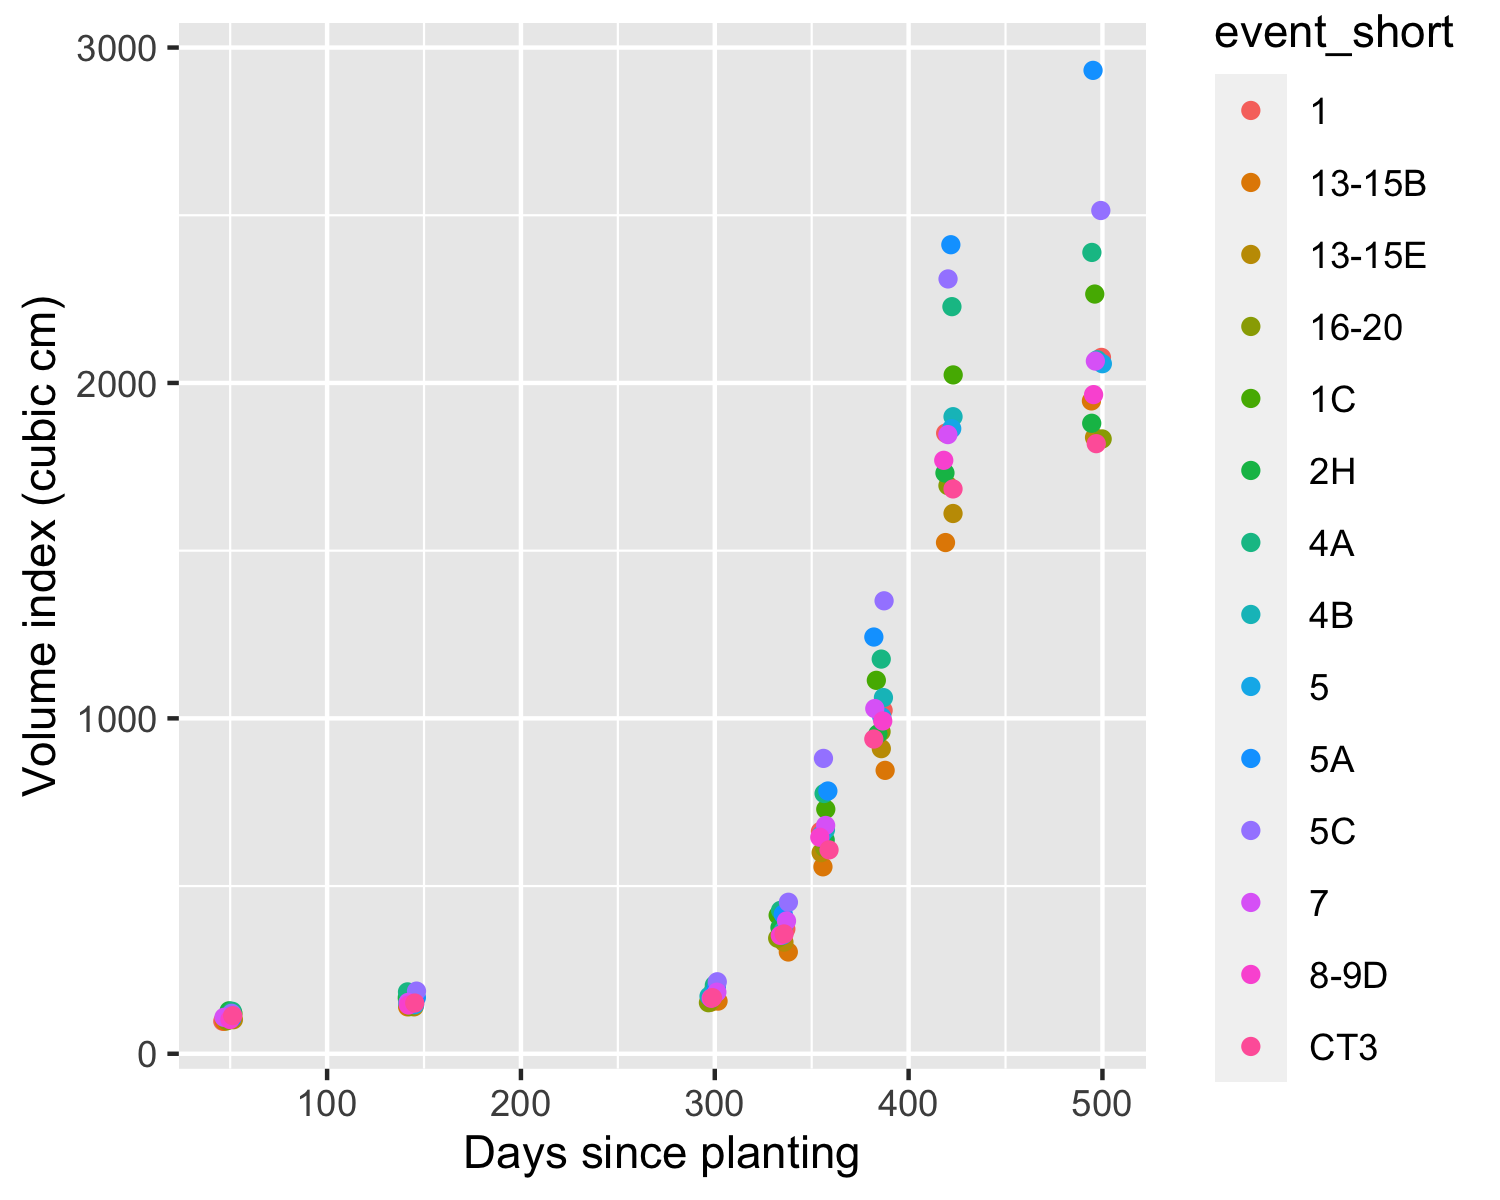 3000
2000
1000
0
Volume index (cubic cm)
100 200 300 400 500
Days since planting
event_short
1
13-15B
13-15E
16-20
1C
2H
4A
4B
5
5A
5C
7
8-9D
CT3